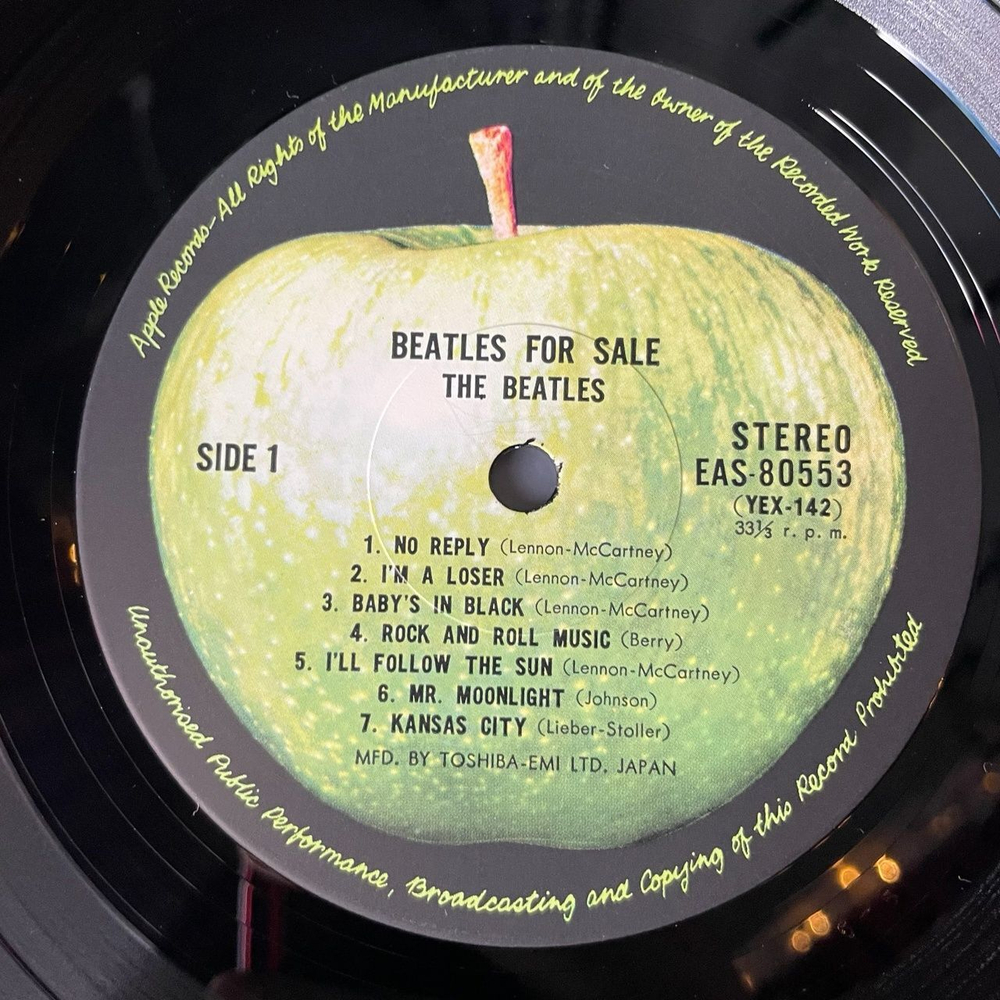 Apple Records-All Rights of the Manufacturer and of the Owner of the Recorded Work Reserved
BEATLES FOR SALE
THE BEATLES
SIDE 1
STEREO
EAS-80553
(YEX-142)
33⅓ r. p. m.
1. NO REPLY (Lennon-McCartney)
2. I'M A LOSER (Lennon-McCartney)
3. BABY'S IN BLACK (Lennon-McCartney)
4. ROCK AND ROLL MUSIC (Berry)
5. I'LL FOLLOW THE SUN (Lennon-McCartney)
6. MR. MOONLIGHT (Johnson)
7. KANSAS CITY (Lieber-Stoller)
MFD. BY TOSHIBA-EMI LTD, JAPAN
Unauthorised Public Performance, Broadcasting and Copying of this Record Prohibited